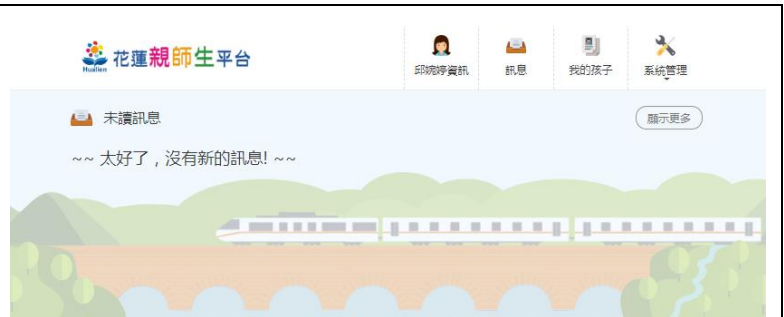 花蓮親師生平台
Hualien
邱婉婷資訊
訊息
我的孩子
系統管理
未讀訊息
顯示更多
~~ 太好了，沒有新的訊息! ~~